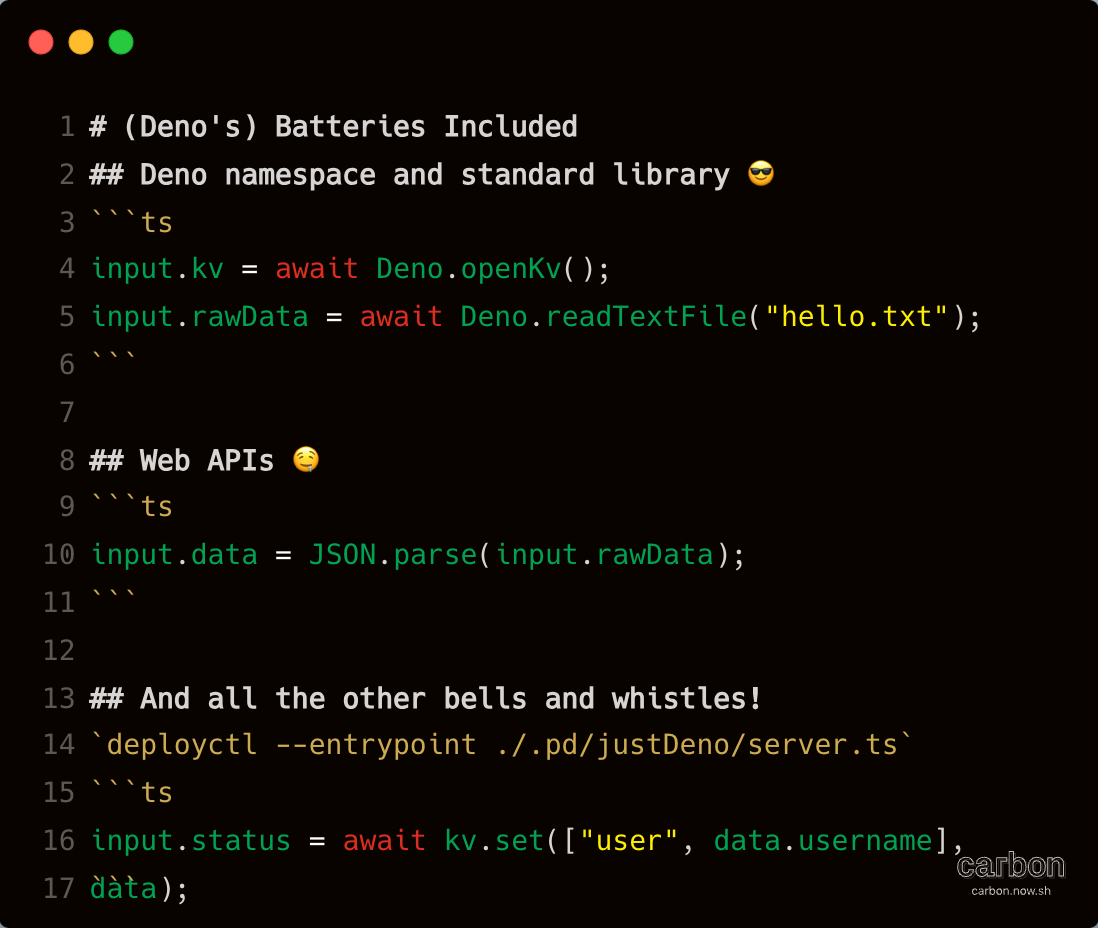 1 # (Deno's) Batteries Included
2 ## Deno namespace and standard library 😎
3 ```ts
4 input.kv = await Deno.openKv();
5 input.rawData = await Deno.readTextFile("hello.txt");
6 ```
7
8 ## Web APIs 🤤
9 ```ts
10 input.data = JSON.parse(input.rawData);
11 ```
12
13 ## And all the other bells and whistles!
14 `deployctl --entrypoint ./.pd/justDeno/server.ts`
15 ```ts
16 input.status = await kv.set(["user", data.username],
17 data);
```
carbon
carbon.now.sh